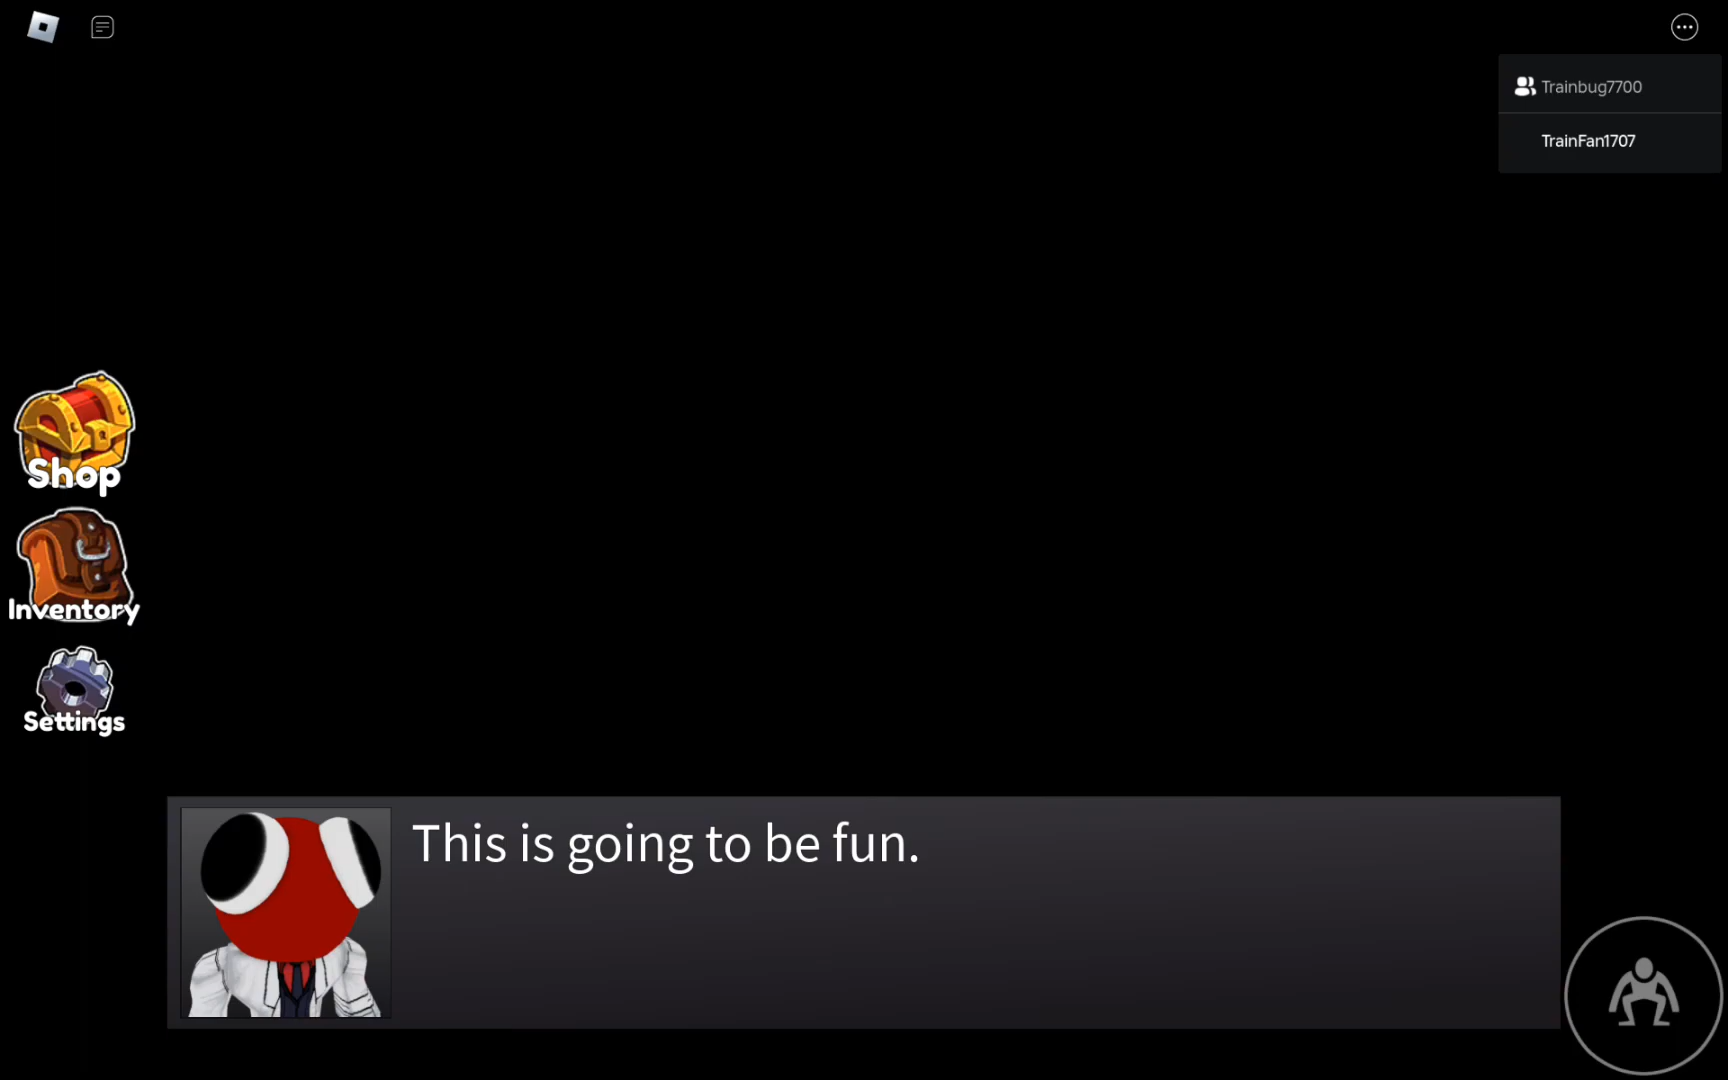 Trainbug7700
TrainFan1707
Shop
Inventory
Settings
This is going to be fun.